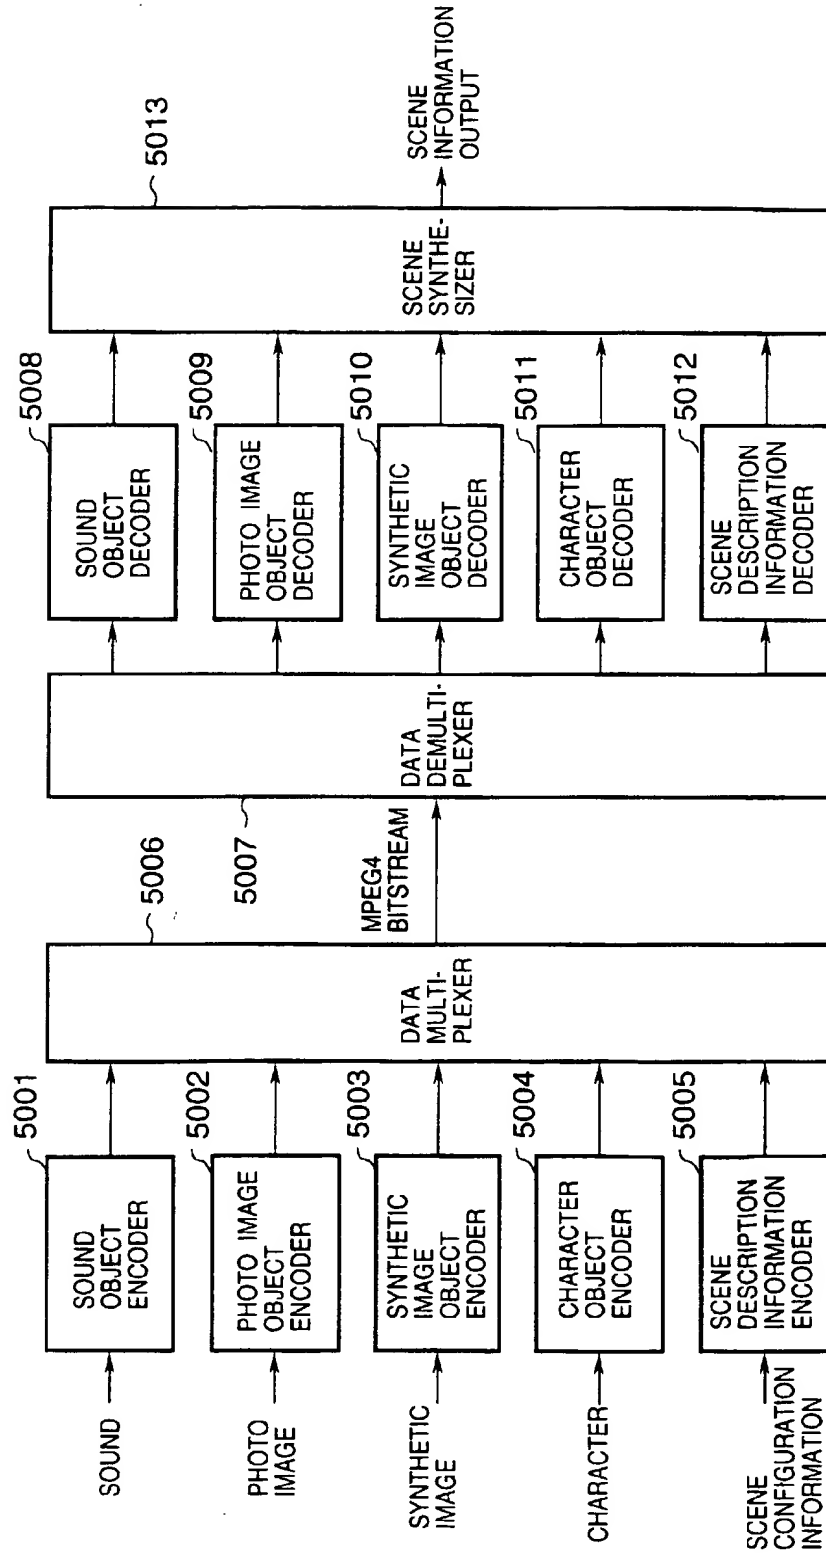 SOUND
PHOTO
IMAGE
SYNTHETIC
IMAGE
CHARACTER
SCENE
CONFIGURATION
INFORMATION
5001
SOUND
OBJECT
ENCODER
5002
PHOTO IMAGE
OBJECT
ENCODER
5003
SYNTHETIC
IMAGE
OBJECT
ENCODER
5004
CHARACTER
OBJECT
ENCODER
5005
SCENE
DESCRIPTION
INFORMATION
ENCODER
5006
DATA
MULTI-
PLEXER
MPEG4
BITSTREAM
5007
DATA
DEMULTI-
PLEXER
5008
SOUND
OBJECT
DECODER
5009
PHOTO IMAGE
OBJECT
DECODER
5010
SYNTHETIC
IMAGE
OBJECT
DECODER
5011
CHARACTER
OBJECT
DECODER
5012
SCENE
DESCRIPTION
INFORMATION
DECODER
5013
SCENE
SYNTHE-
SIZER
SCENE
INFORMATION
OUTPUT